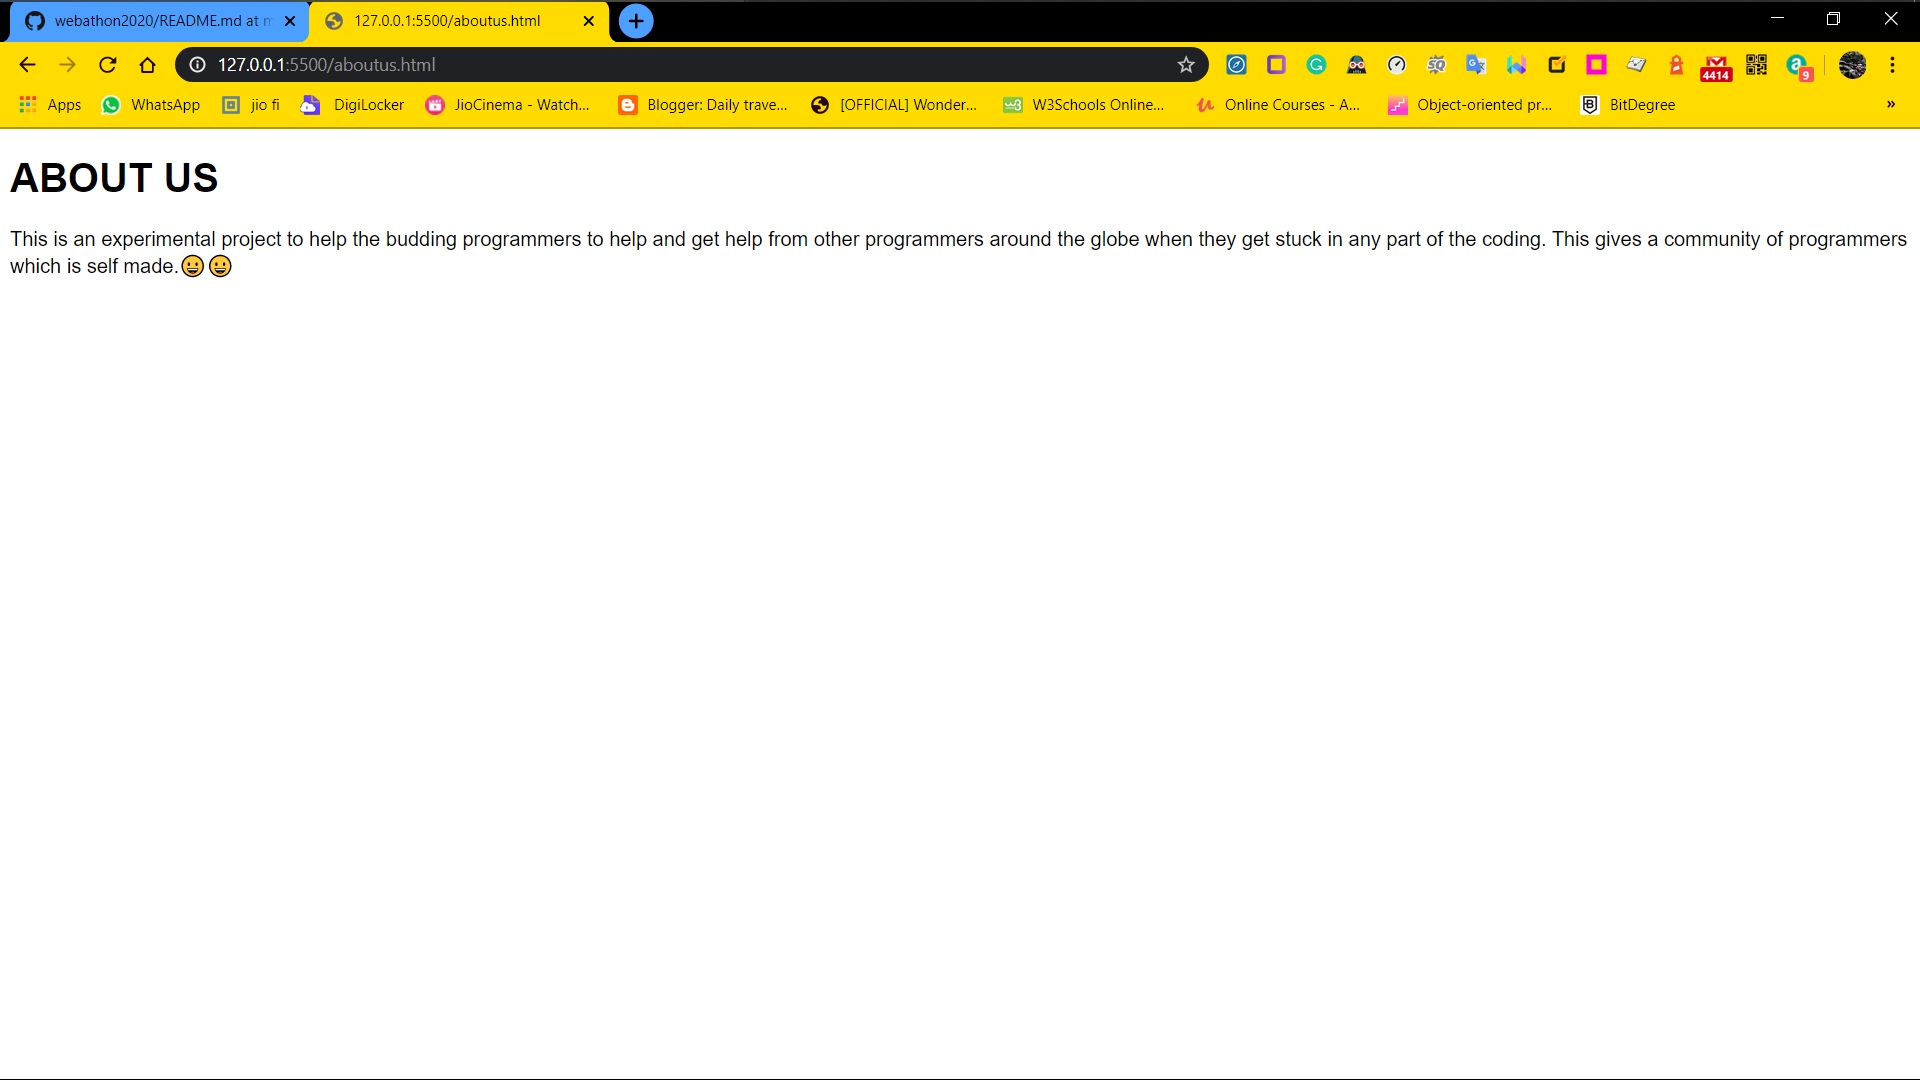 webathon2020/README.md at m
127.0.0.1:5500/aboutus.html
127.0.0.1:5500/aboutus.html
4414
9
Apps
WhatsApp
jio fi
DigiLocker
JioCinema - Watch...
Blogger: Daily trave...
[OFFICIAL] Wonder...
W3Schools Online...
Online Courses - A...
Object-oriented pr...
BitDegree
»
ABOUT US
This is an experimental project to help the budding programmers to help and get help from other programmers around the globe when they get stuck in any part of the coding. This gives a community of programmers
which is self made.😀😀